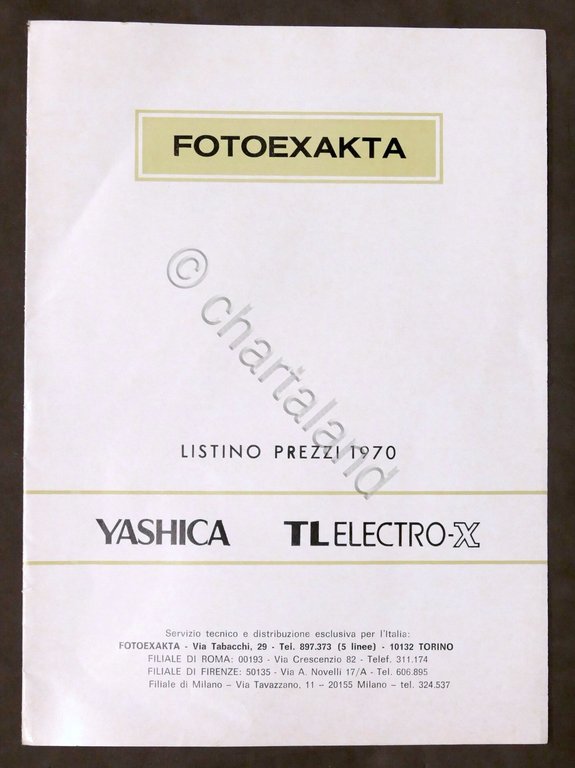 FOTOEXAKTA
© chartaland
LISTINO PREZZI 1970
YASHICA TL ELECTRO-X
Servizio tecnico e distribuzione esclusiva per l'Italia:
FOTOEXAKTA - Via Tabacchi, 29 - Tel. 897.373 (5 linee) - 10132 TORINO
FILIALE DI ROMA: 00193 - Via Crescenzio 82 - Telef. 311.174
FILIALE DI FIRENZE: 50135 - Via A. Novelli 17/A - Tel. 606.895
Filiale di Milano – Via Tavazzano, 11 – 20155 Milano – tel. 324.537